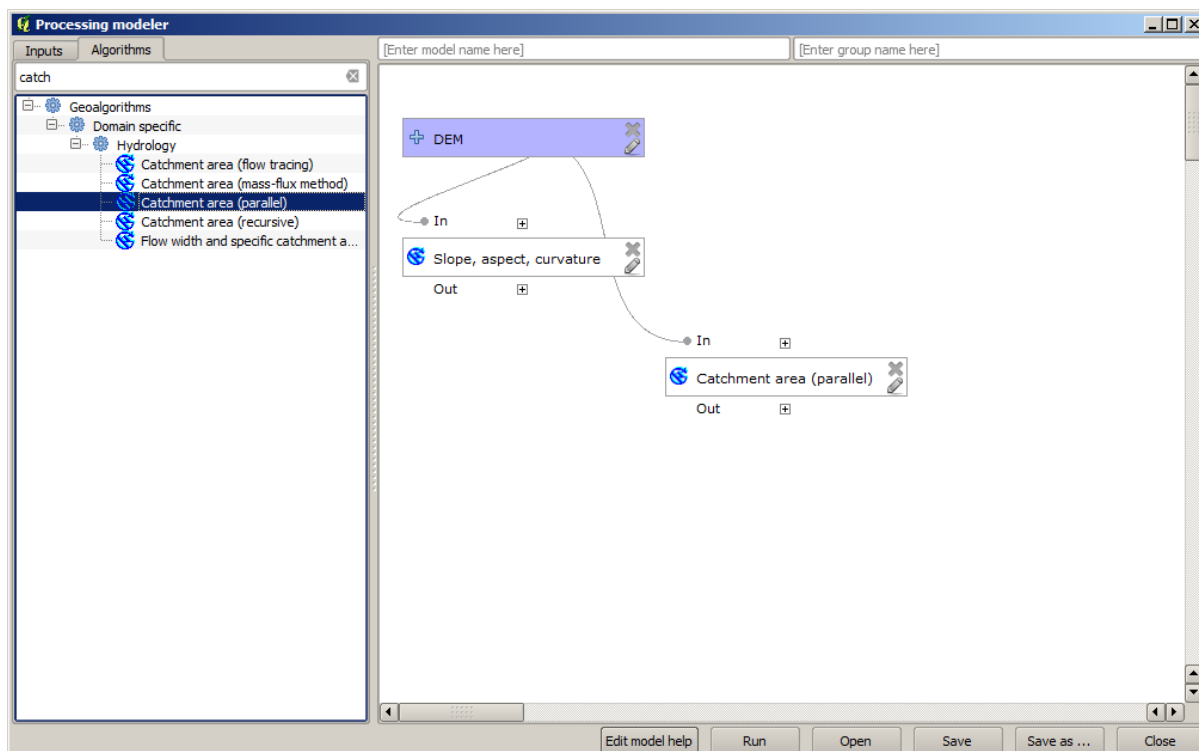 Processing modeler
Inputs Algorithms
[Enter model name here] [Enter group name here]
catch
Geoalgorithms
Domain specific
Hydrology
Catchment area (flow tracing)
Catchment area (mass-flux method)
Catchment area (parallel)
Catchment area (recursive)
Flow width and specific catchment a...
DEM
In
Slope, aspect, curvature
Out
In
Catchment area (parallel)
Out
Edit model help Run Open Save Save as ... Close